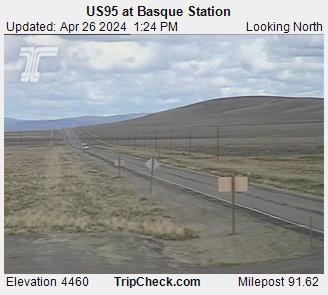 US95 at Basque Station
Updated: Apr 26 2024 1:24 PM Looking North
Elevation 4460 TripCheck.com Milepost 91.62